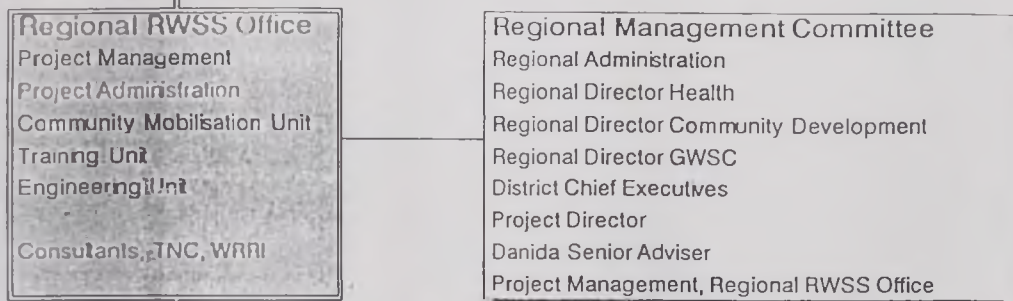 Regional RWSS Office
Project Management
Project Administration
Community Mobilisation Unit
Training Unit
Engineering Unit
Consutants, TNC, WRRI
Regional Management Committee
Regional Administration
Regional Director Health
Regional Director Community Development
Regional Director GWSC
District Chief Executives
Project Director
Danida Senior Adviser
Project Management, Regional RWSS Office